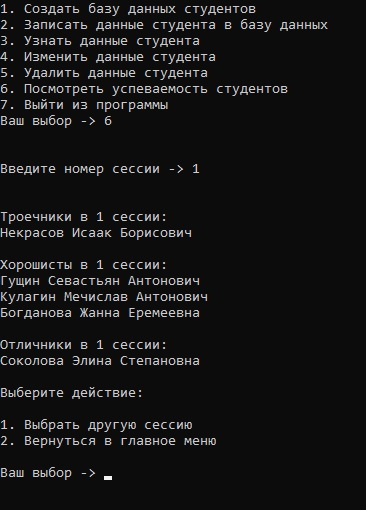 1. Создать базу данных студентов
2. Записать данные студента в базу данных
3. Узнать данные студента
4. Изменить данные студента
5. Удалить данные студента
6. Посмотреть успеваемость студентов
7. Выйти из программы
Ваш выбор -> 6
Введите номер сессии -> 1
Троечники в 1 сессии:
Некрасов Исаак Борисович
Хорошисты в 1 сессии:
Гущин Севастьян Антонович
Кулагин Мечислав Антонович
Богданова Жанна Еремеевна
Отличники в 1 сессии:
Соколова Элина Степановна
Выберите действие:
1. Выбрать другую сессию
2. Вернуться в главное меню
Ваш выбор ->